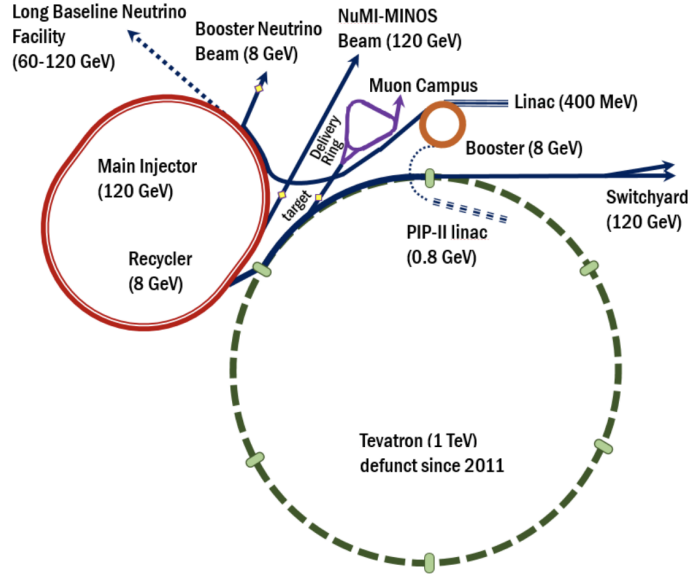 Long Baseline Neutrino
Facility
(60-120 GeV)
Booster Neutrino
Beam (8 GeV)
NuMI-MINOS
Beam (120 GeV)
Muon Campus
Linac (400 MeV)
Delivery
Ring
Booster (8 GeV)
Main Injector
(120 GeV)
target
Switchyard
(120 GeV)
PIP-II linac
(0.8 GeV)
Recycler
(8 GeV)
Tevatron (1 TeV)
defunct since 2011